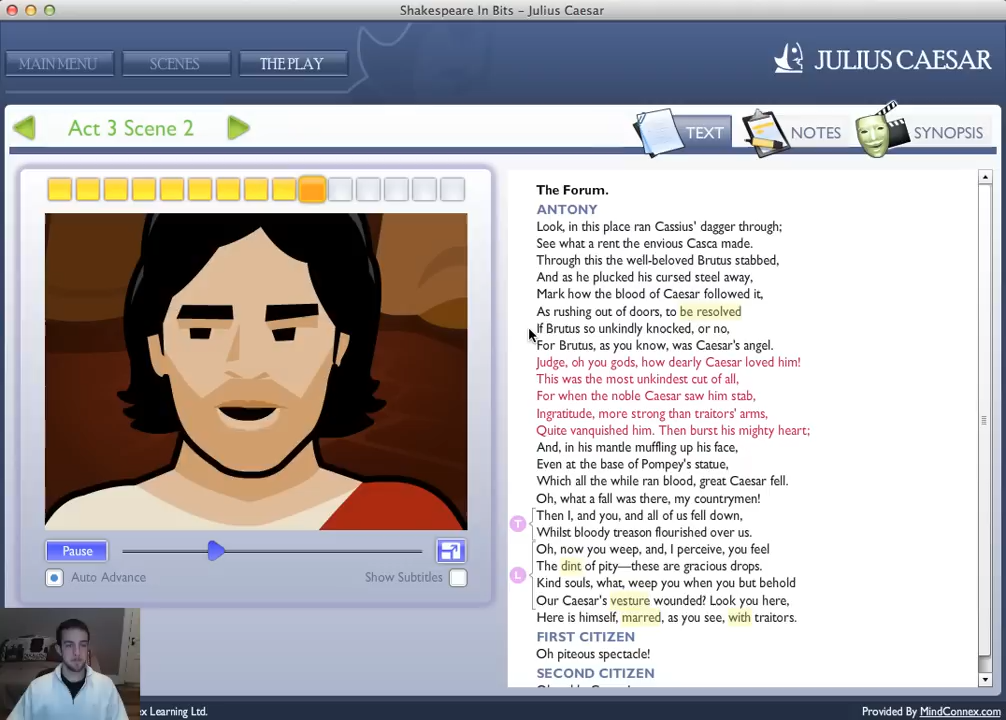 Shakespeare In Bits - Julius Caesar
MAIN MENU
SCENES
THE PLAY
JULIUS CAESAR
Act 3 Scene 2
TEXT
NOTES
SYNOPSIS
The Forum.
ANTONY
Look, in this place ran Cassius' dagger through;
See what a rent the envious Casca made.
Through this the well-beloved Brutus stabbed,
And as he plucked his cursed steel away,
Mark how the blood of Caesar followed it,
As rushing out of doors, to be resolved
If Brutus so unkindly knocked, or no,
For Brutus, as you know, was Caesar's angel.
Judge, oh you gods, how dearly Caesar loved him!
This was the most unkindest cut of all,
For when the noble Caesar saw him stab,
Ingratitude, more strong than traitors' arms,
Quite vanquished him. Then burst his mighty heart;
And, in his mantle muffling up his face,
Even at the base of Pompey's statue,
Which all the while ran blood, great Caesar fell.
Oh, what a fall was there, my countrymen!
T
Then I, and you, and all of us fell down,
Whilst bloody treason flourished over us.
Oh, now you weep, and, I perceive, you feel
L
The dint of pity—these are gracious drops.
Kind souls, what, weep you when you but behold
Our Caesar's vesture wounded? Look you here,
Here is himself, marred, as you see, with traitors.
FIRST CITIZEN
Oh piteous spectacle!
SECOND CITIZEN
Pause
Auto Advance
Show Subtitles
x Learning Ltd.
Provided By MindConnex.com